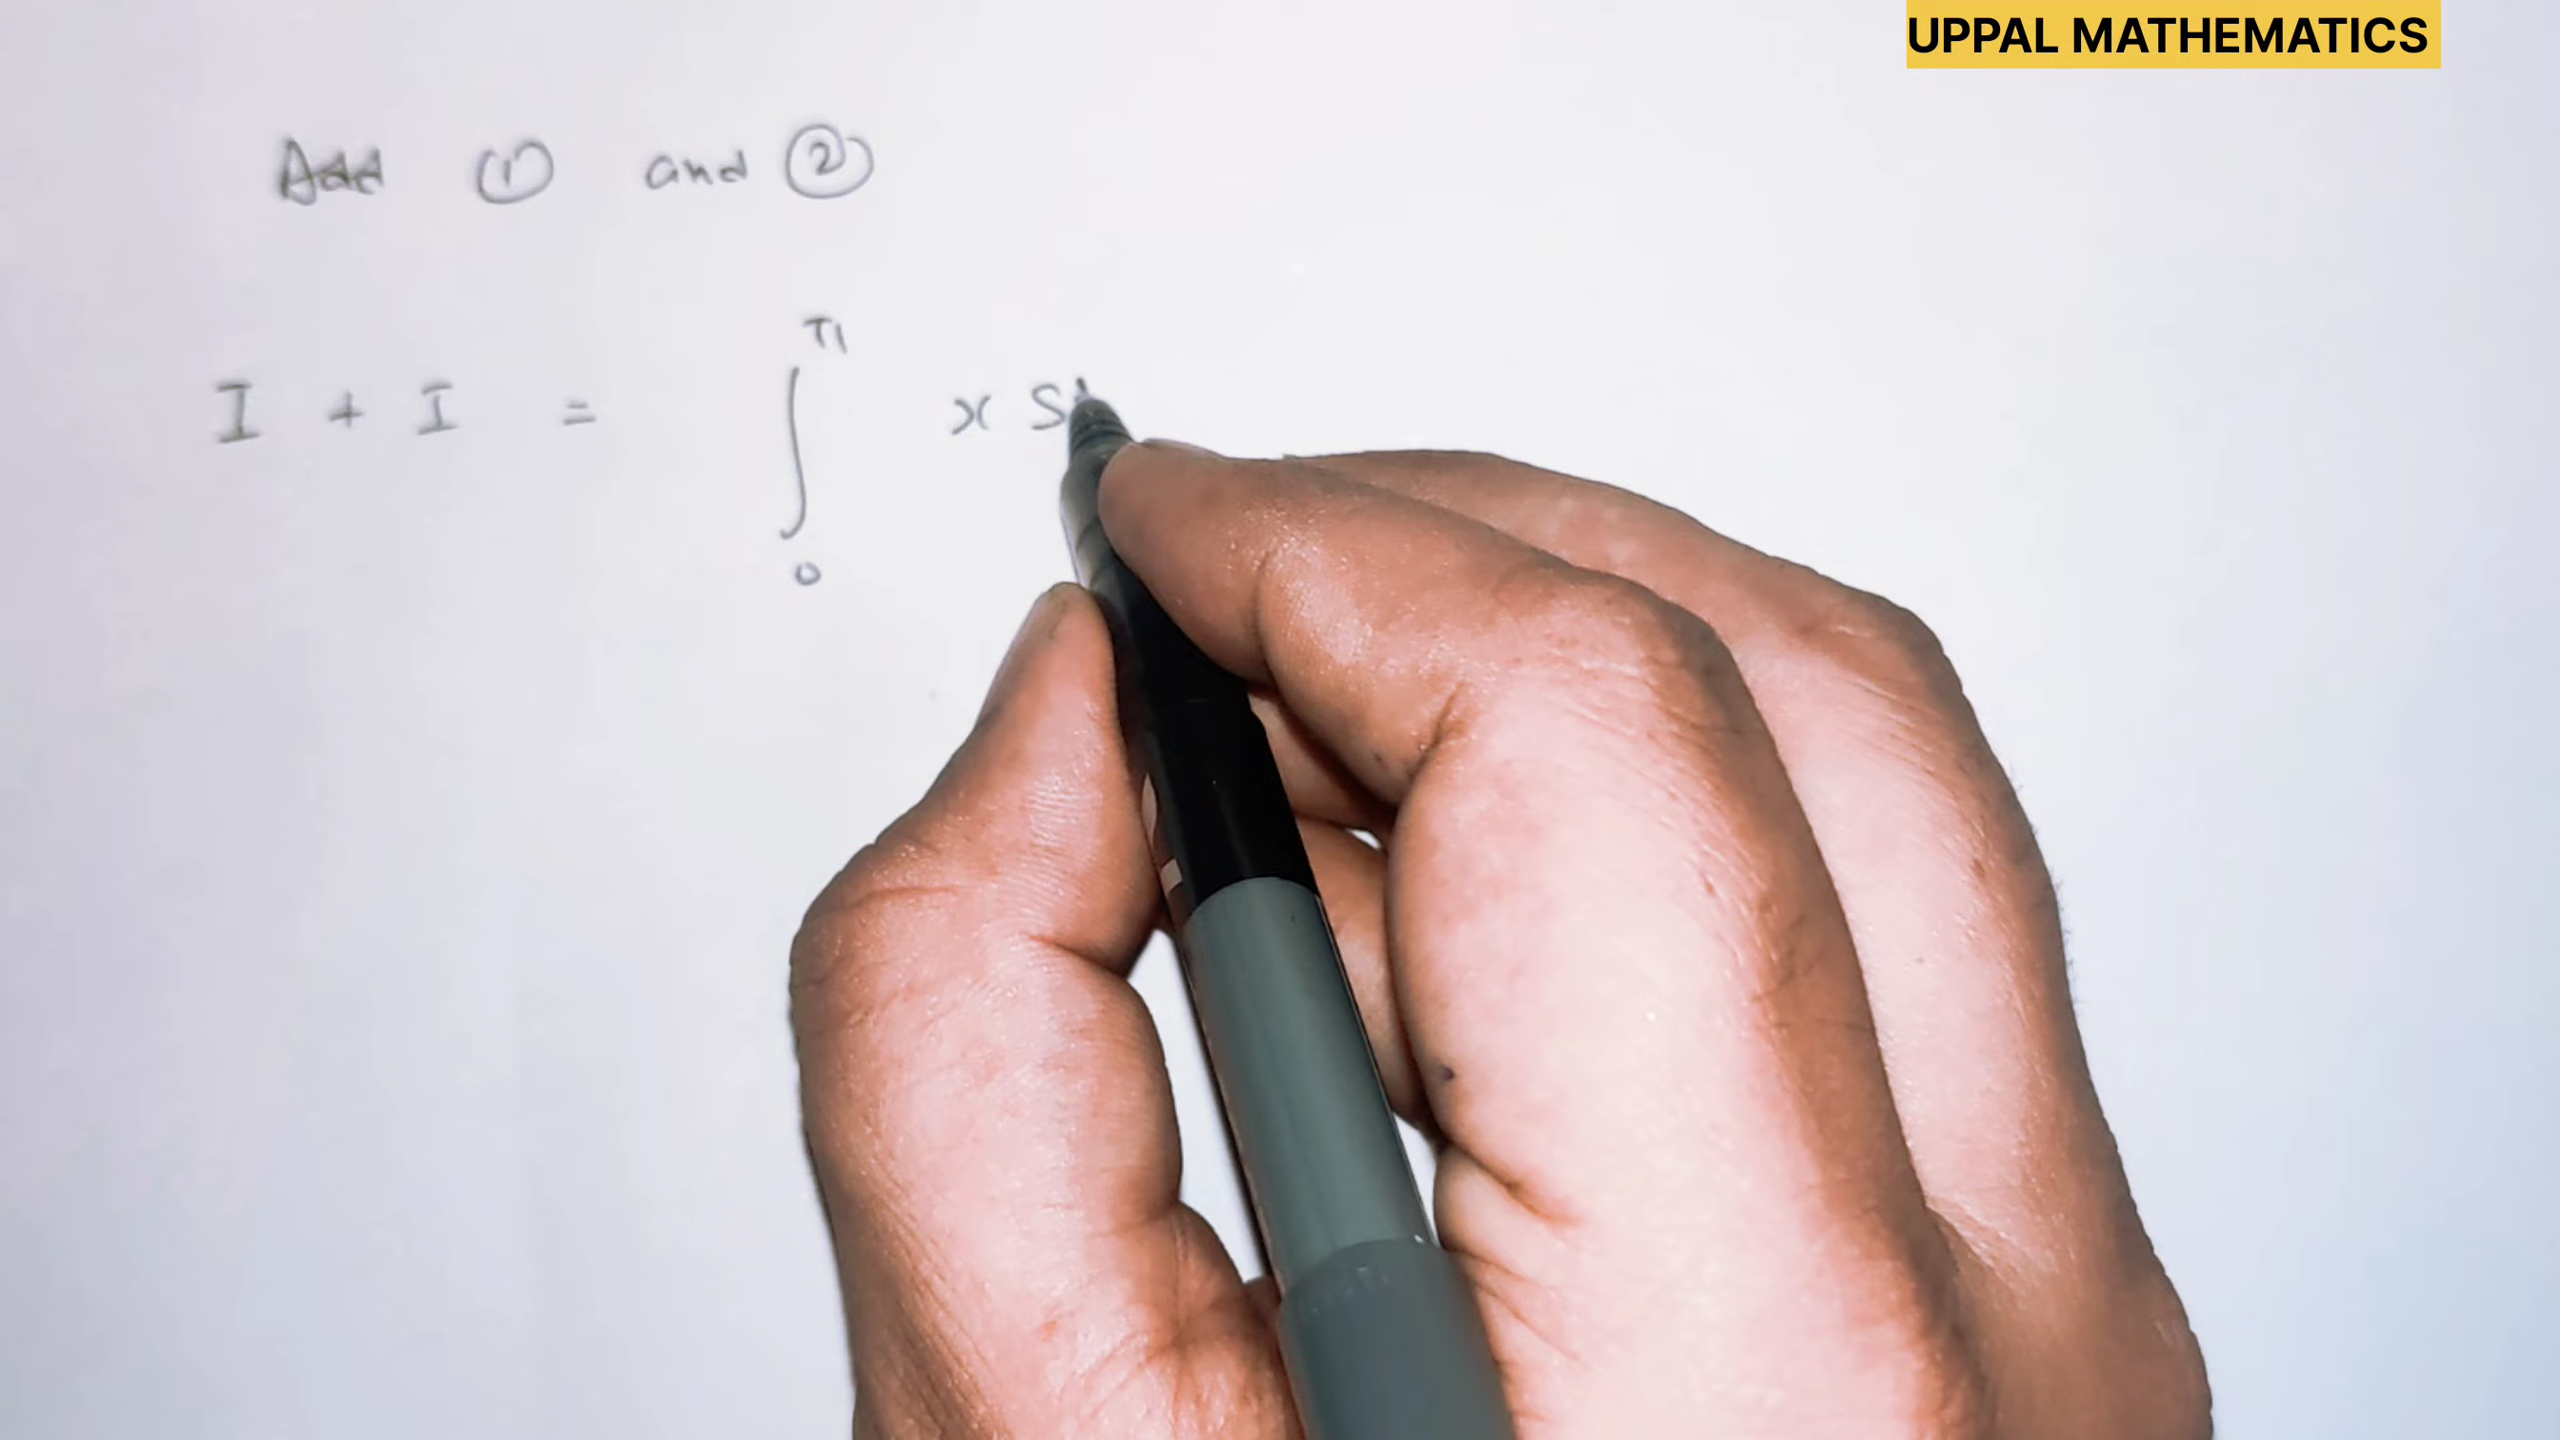 UPPAL MATHEMATICS
Add ① and ②
π
I + I = ∫ x S
0